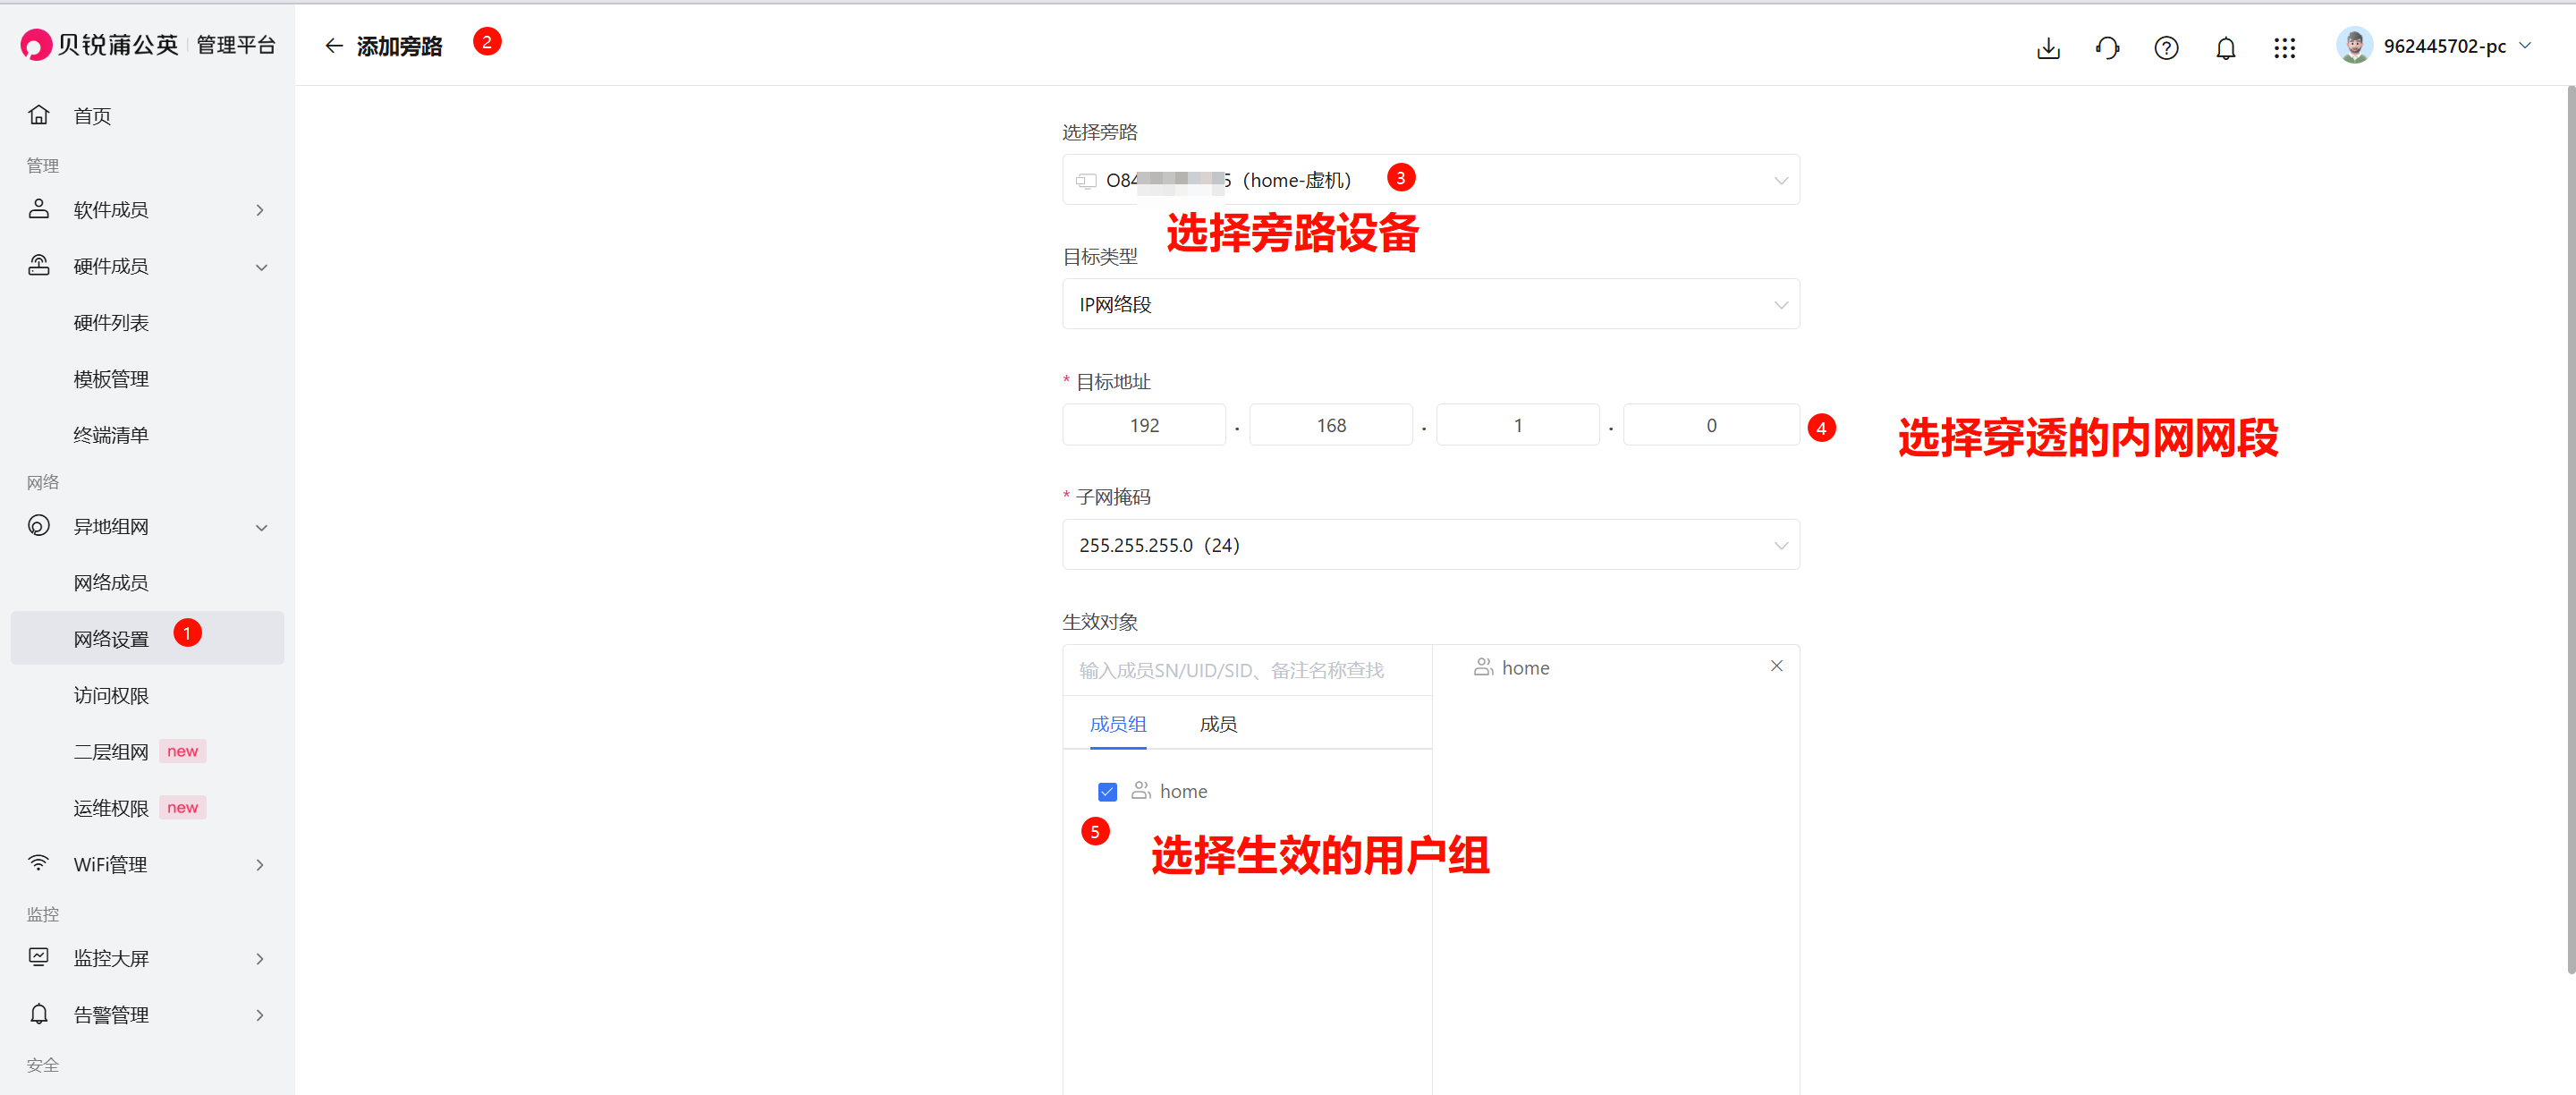 贝锐蒲公英 | 管理平台
首页
管理
软件成员
硬件成员
硬件列表
模板管理
终端清单
网络
异地组网
网络成员
网络设置 1
访问权限
二层组网 new
运维权限 new
WiFi管理
监控
监控大屏
告警管理
安全
添加旁路 2
962445702-pc
选择旁路
O84 5（home-虚机） 3
选择旁路设备
目标类型
IP网络段
* 目标地址
192 . 168 . 1 . 0 4
选择穿透的内网网段
* 子网掩码
255.255.255.0（24）
生效对象
输入成员SN/UID/SID、备注名称查找
成员组 成员
home
5
选择生效的用户组
home